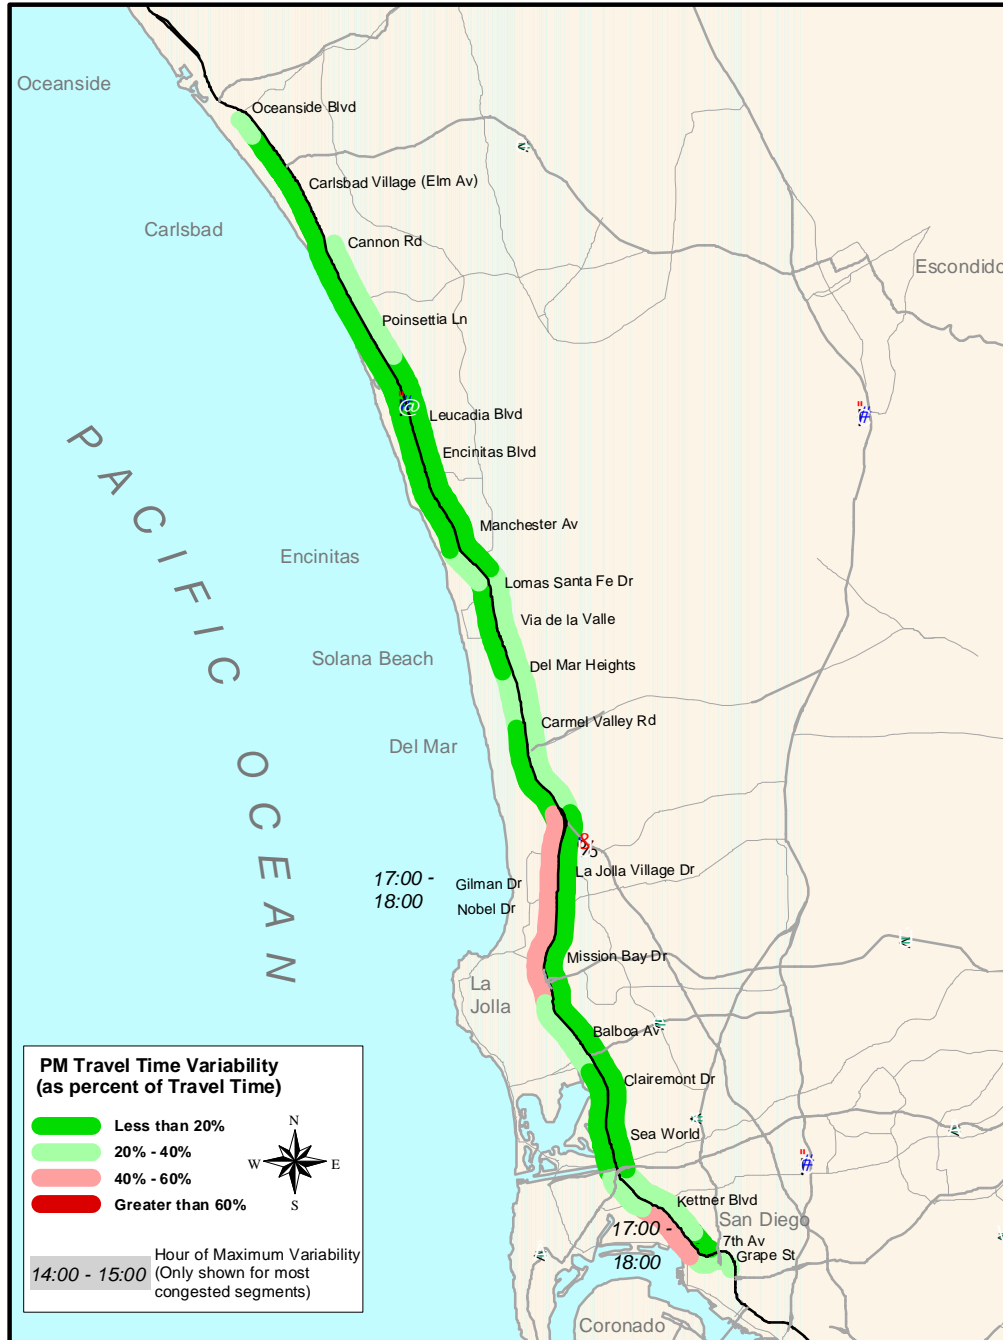 Oceanside
Oceanside Blvd
Carlsbad Village (Elm Av)
Carlsbad
Cannon Rd
Escondido
Poinsettia Ln
@
Leucadia Blvd
Encinitas Blvd
PACIFIC OCEAN
Manchester Av
Encinitas
Lomas Santa Fe Dr
Via de la Valle
Solana Beach
Del Mar Heights
Carmel Valley Rd
Del Mar
La Jolla Village Dr
17:00 -
18:00
Gilman Dr
Nobel Dr
Mission Bay Dr
La
Jolla
Balboa Av
Clairemont Dr
Sea World
Kettner Blvd
San Diego
17:00 -
18:00
7th Av
Grape St
Coronado
PM Travel Time Variability
(as percent of Travel Time)
Less than 20%
20% - 40%
40% - 60%
Greater than 60%
N
W
E
S
14:00 - 15:00
Hour of Maximum Variability
(Only shown for most
congested segments)